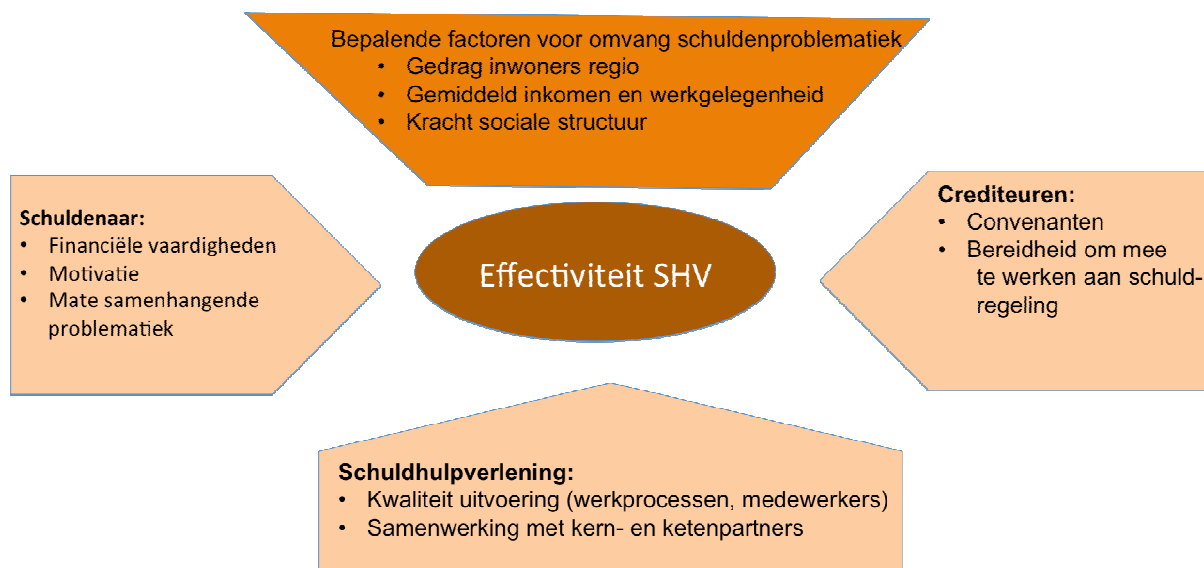 Bepalende factoren voor omvang schuldenproblematiek
• Gedrag inwoners regio
• Gemiddeld inkomen en werkgelegenheid
• Kracht sociale structuur
Schuldenaar:
• Financiële vaardigheden
• Motivatie
• Mate samenhangende
problematiek
Effectiviteit SHV
Crediteuren:
• Convenanten
• Bereidheid om mee
te werken aan schuld-
regeling
Schuldhulpverlening:
• Kwaliteit uitvoering (werkprocessen, medewerkers)
• Samenwerking met kern- en ketenpartners